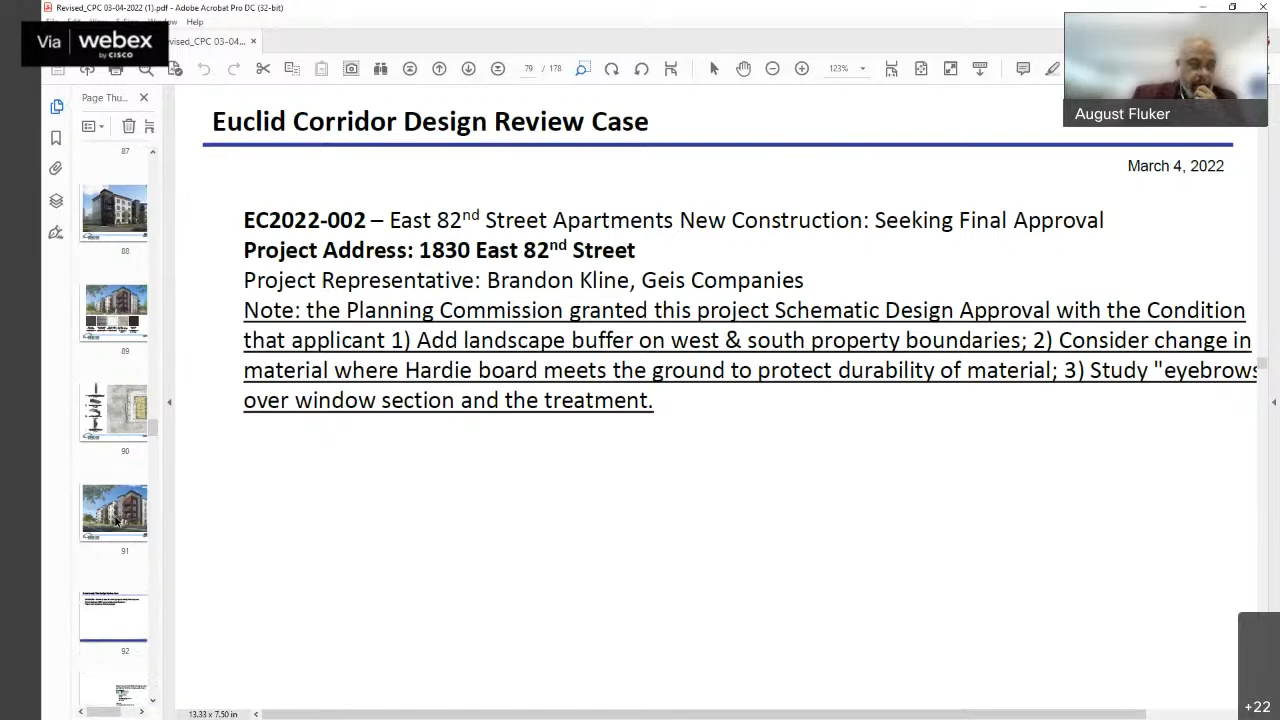 Revised_CPC 03-04-2022 (1).pdf - Adobe Acrobat Pro DC (32-bit)
Window Help
Via webex
by CISCO
evised_CPC 03-04... ×
/ 178
123%
Page Thu...
August Fluker
87
88
89
90
91
92
Euclid Corridor Design Review Case
March 4, 2022
EC2022-002 – East 82nd Street Apartments New Construction: Seeking Final Approval
Project Address: 1830 East 82nd Street
Project Representative: Brandon Kline, Geis Companies
Note: the Planning Commission granted this project Schematic Design Approval with the Condition
that applicant 1) Add landscape buffer on west & south property boundaries; 2) Consider change in
material where Hardie board meets the ground to protect durability of material; 3) Study "eyebrows
over window section and the treatment.
13.33 x 7.50 in
+22